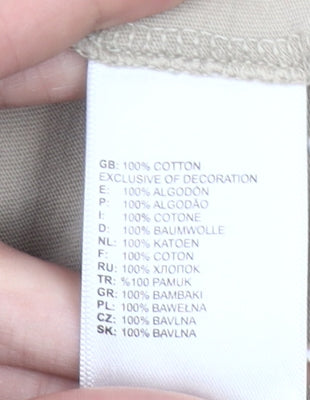 GB: 100% COTTON
EXCLUSIVE OF DECORATION
E: 100% ALGODÓN
P: 100% ALGODÃO
I: 100% COTONE
D: 100% BAUMWOLLE
NL: 100% KATOEN
F: 100% COTON
RU: 100% ХЛОПОК
TR: %100 PAMUK
GR: 100% BAMBAKI
PL: 100% BAWEŁNA
CZ: 100% BAVLNA
SK: 100% BAVLNA